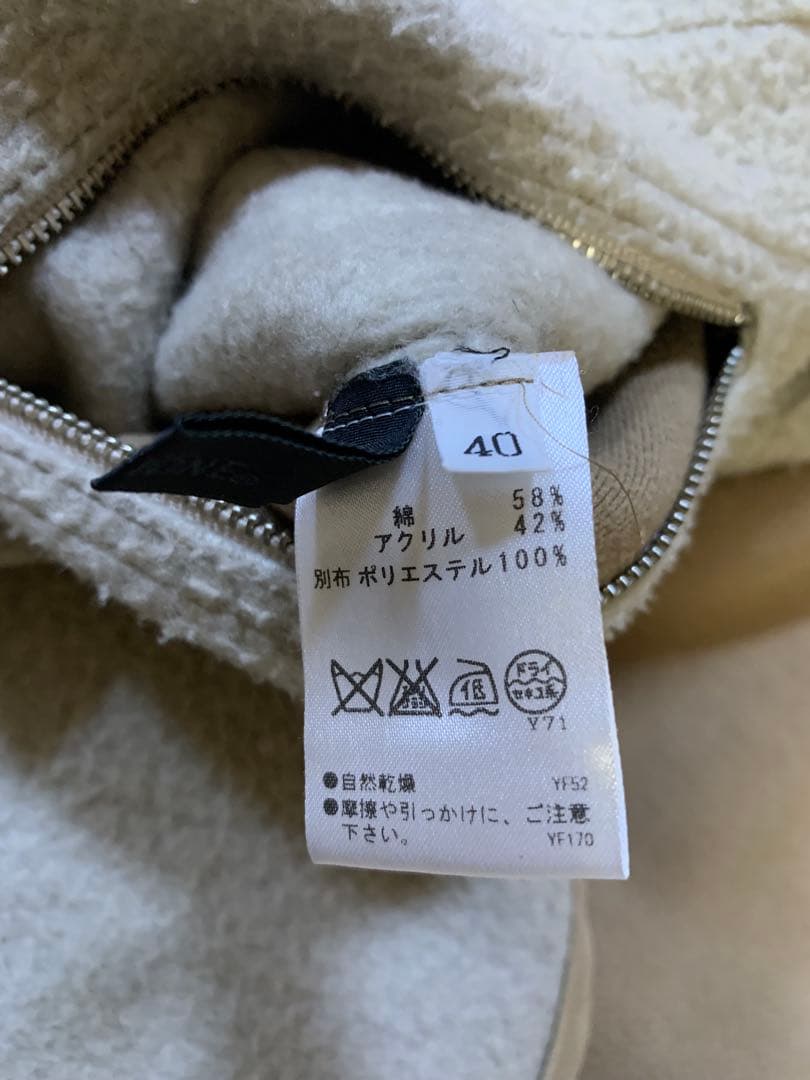 40
綿 58%
アクリル 42%
別布 ポリエステル100%
低
ドライ
セキユ系
Y71
●自然乾燥 YF52
●摩擦や引っかけに、ご注意
下さい。 YF170